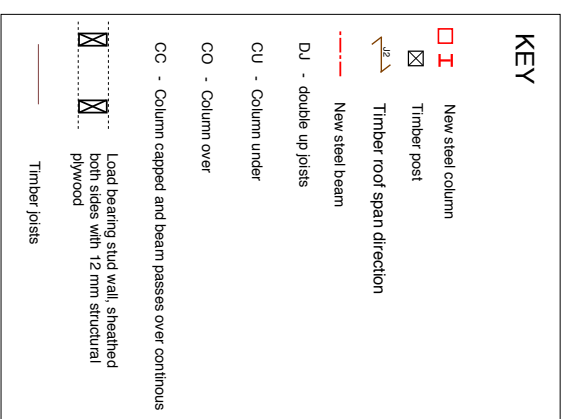 KEY
New steel column
Timber post
J2
Timber roof span direction
New steel beam
DJ - double up joists
CU - Column under
CO - Column over
CC - Column capped and beam passes over continous
Load bearing stud wall, sheathed
both sides with 12 mm structural
plywood
Timber joists